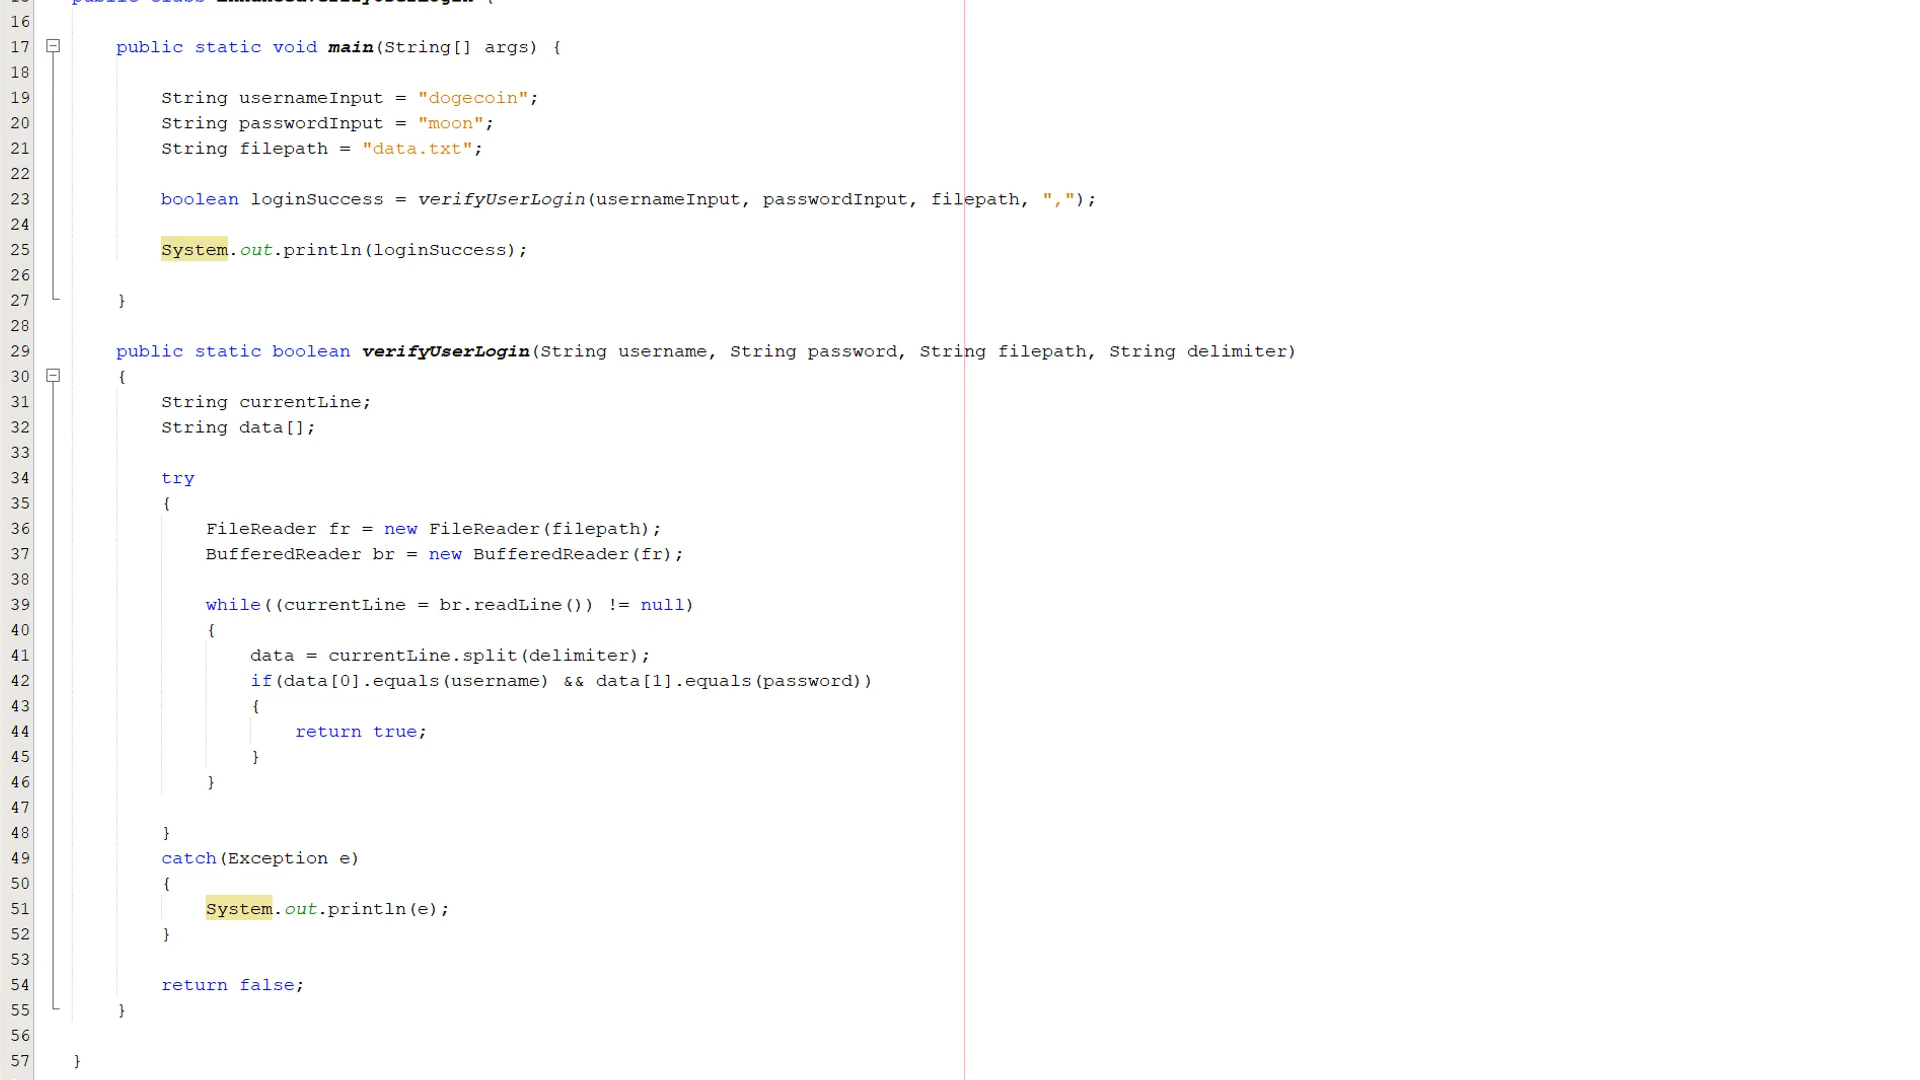 16
17 public static void main(String[] args) {
18
19 String usernameInput = "dogecoin";
20 String passwordInput = "moon";
21 String filepath = "data.txt";
22
23 boolean loginSuccess = verifyUserLogin(usernameInput, passwordInput, filepath, ",");
24
25 System.out.println(loginSuccess);
26
27 }
28
29 public static boolean verifyUserLogin(String username, String password, String filepath, String delimiter)
30 {
31 String currentLine;
32 String data[];
33
34 try
35 {
36 FileReader fr = new FileReader(filepath);
37 BufferedReader br = new BufferedReader(fr);
38
39 while((currentLine = br.readLine()) != null)
40 {
41 data = currentLine.split(delimiter);
42 if(data[0].equals(username) && data[1].equals(password))
43 {
44 return true;
45 }
46 }
47
48 }
49 catch(Exception e)
50 {
51 System.out.println(e);
52 }
53
54 return false;
55 }
56
57 }